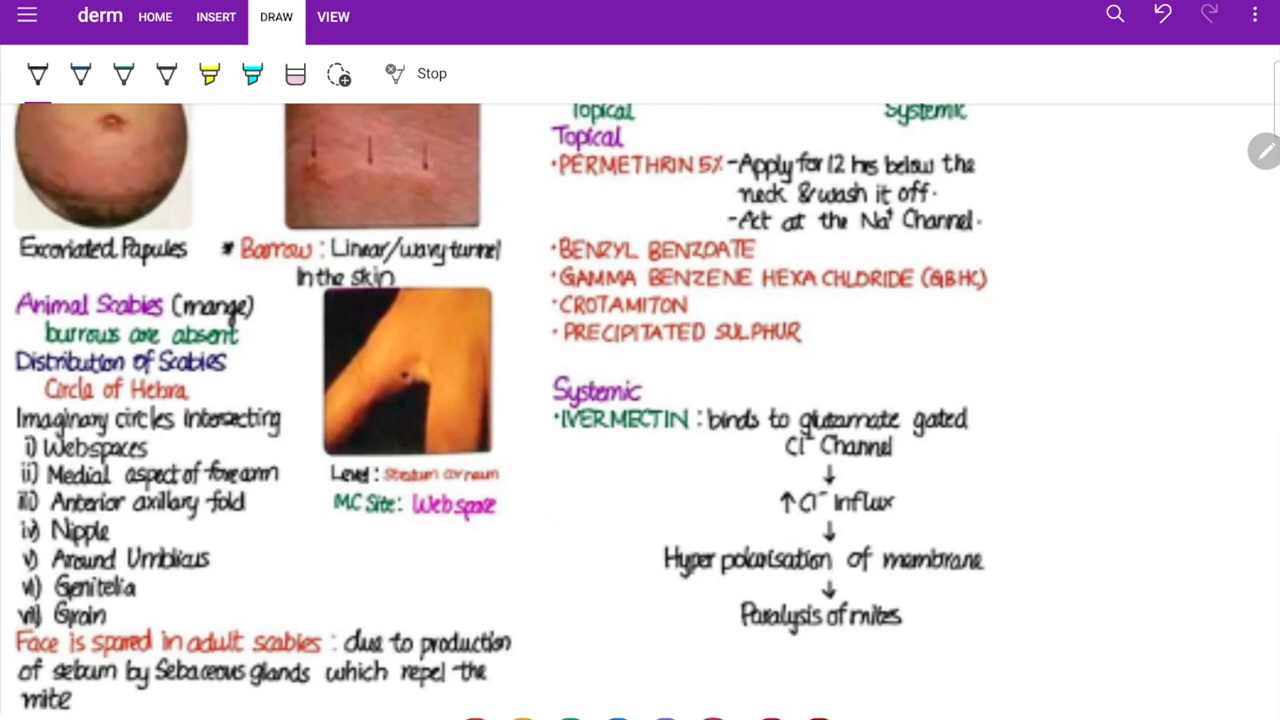 derm HOME INSERT DRAW VIEW
Stop
Excoriated Papules
* Barrow : Linear/wavy tunnel
In the skin
Animal Scabies (mange)
burrows are absent
Distribution of Scabies
Circla of Hebra
Imaginary circles intersecting
i) Webspaces
ii) Medial aspect of forearm
iii) Anterior axillary fold
iv) Nipple
v) Around Umblicus
vi) Genitelia
vii) Groin
Level : Stratum corneum
MC Site: Web space
Face is spared in adult scabies : due to production
of sebum by Sebaceous glands which repel the
mite
Topical Systemic
Topical
• PERMETHRIN 5% - Apply for 12 hrs below the
neck & wash it off.
- Act at the Na⁺ Channel.
• BENZYL BENZOATE
• GAMMA BENZENE HEXA CHLORIDE (GBHC)
• CROTAMITON
• PRECIPITATED SULPHUR
Systemic
• IVERMECTIN : binds to glutamate gated
Cl⁻ Channel
↓
↑ Cl⁻ Influx
↓
Hyper polarisation of membrane
↓
Paralysis of mites